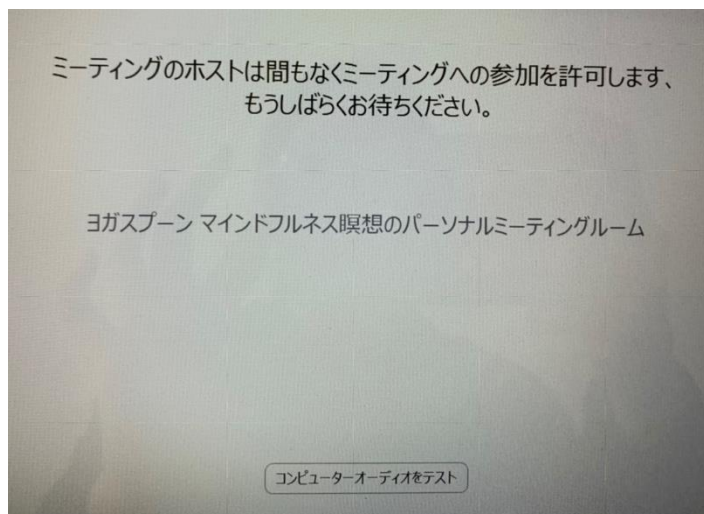 ミーティングのホストは間もなくミーティングへの参加を許可します、
もうしばらくお待ちください。
ヨガスプーン マインドフルネス瞑想のパーソナルミーティングルーム
コンピューターオーディオをテスト